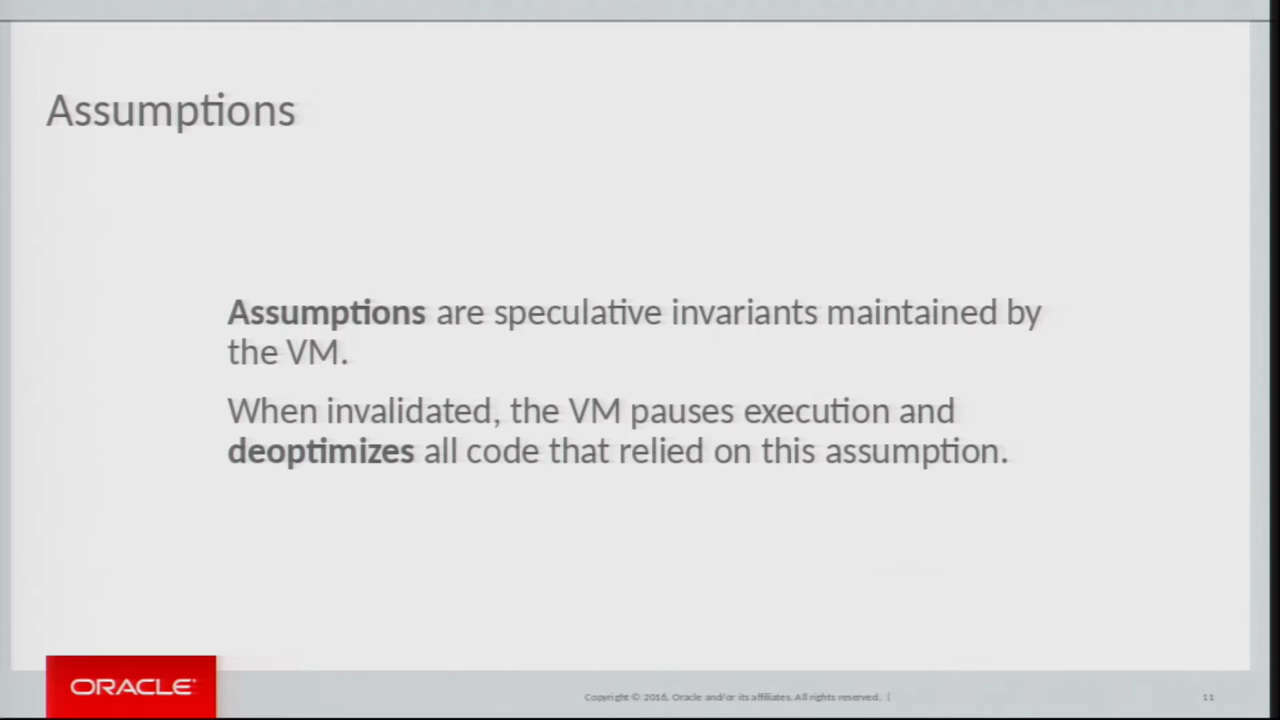 Assumptions
Assumptions are speculative invariants maintained by
the VM.
When invalidated, the VM pauses execution and
deoptimizes all code that relied on this assumption.
ORACLE
Copyright © 2016, Oracle and/or its affiliates. All rights reserved. |
11